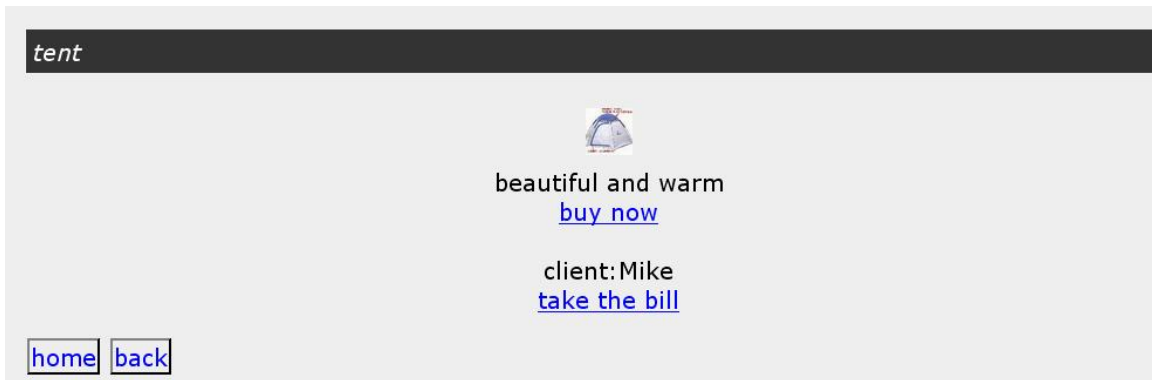 tent
beautiful and warm
buy now
client:Mike
take the bill
home back